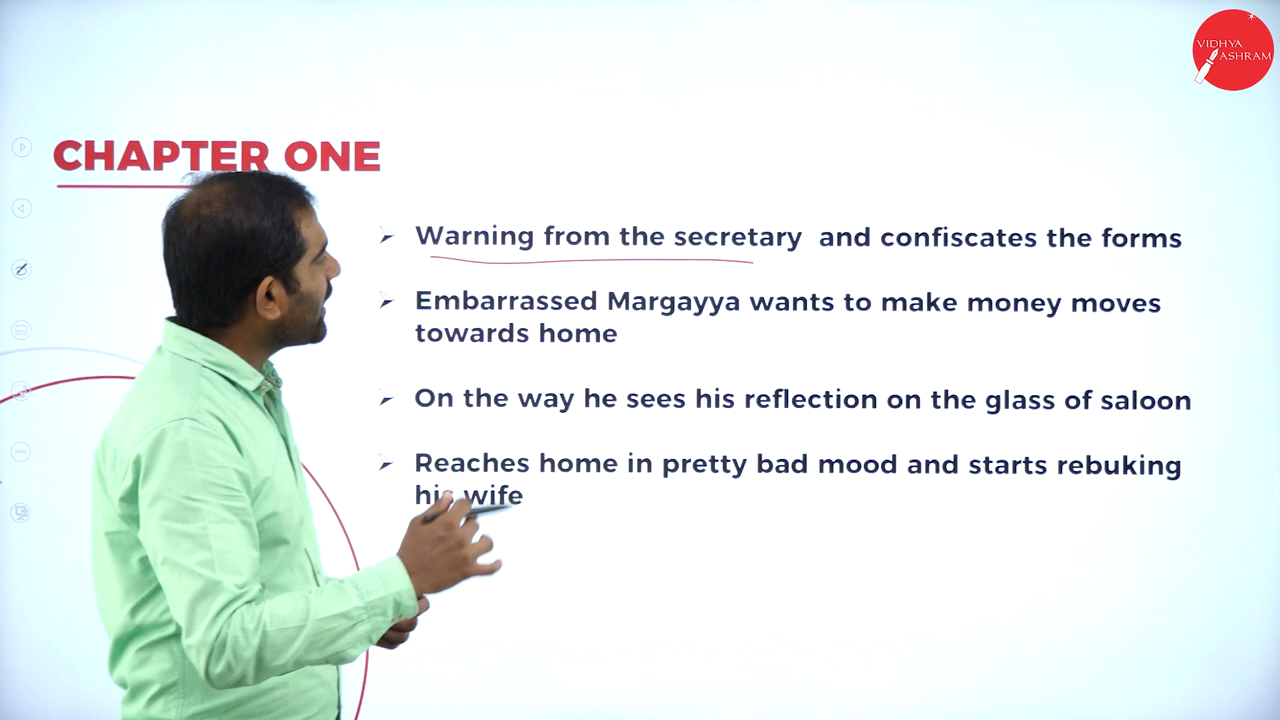 VIDHYA
ASHRAM
CHAPTER ONE
Warning from the secretary and confiscates the forms
Embarrassed Margayya wants to make money moves
towards home
On the way he sees his reflection on the glass of saloon
Reaches home in pretty bad mood and starts rebuking
his wife